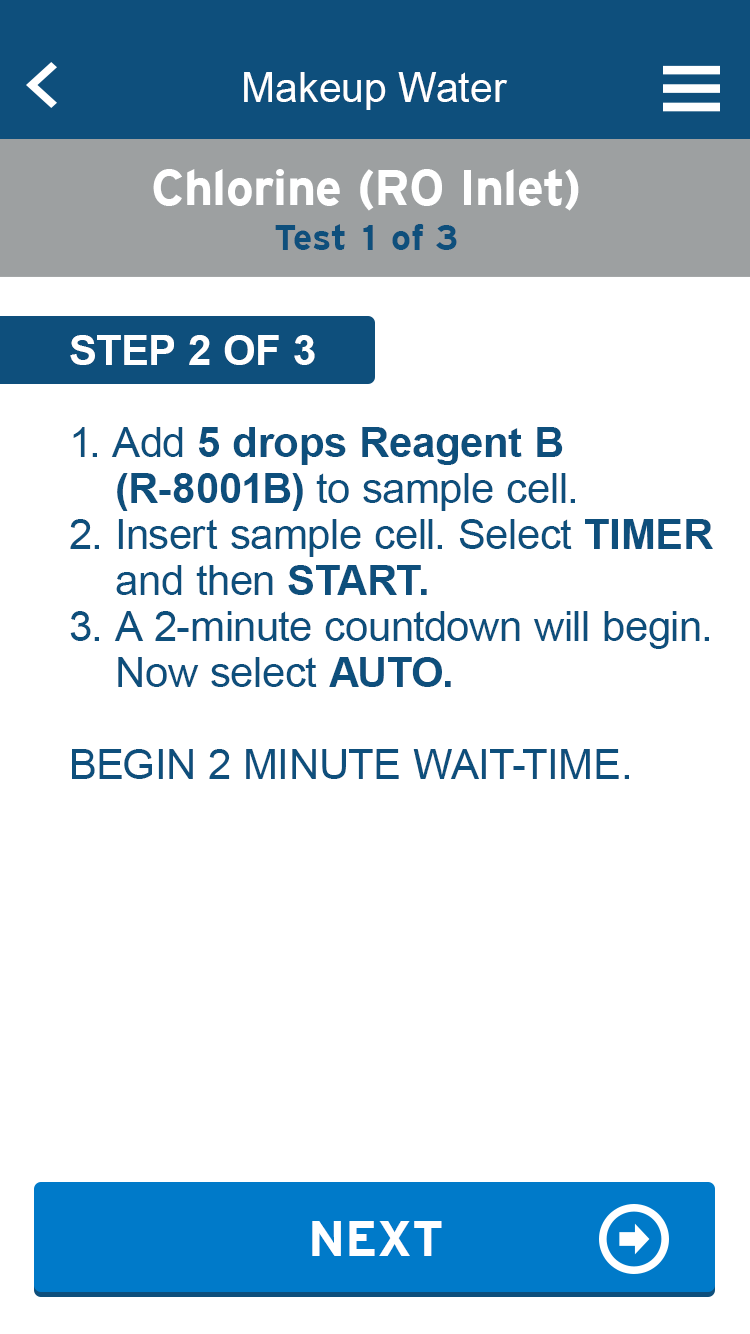 Makeup Water
Chlorine (RO Inlet)
Test 1 of 3
STEP 2 OF 3
1. Add 5 drops Reagent B
(R-8001B) to sample cell.
2. Insert sample cell. Select TIMER
and then START.
3. A 2-minute countdown will begin.
Now select AUTO.
BEGIN 2 MINUTE WAIT-TIME.
NEXT